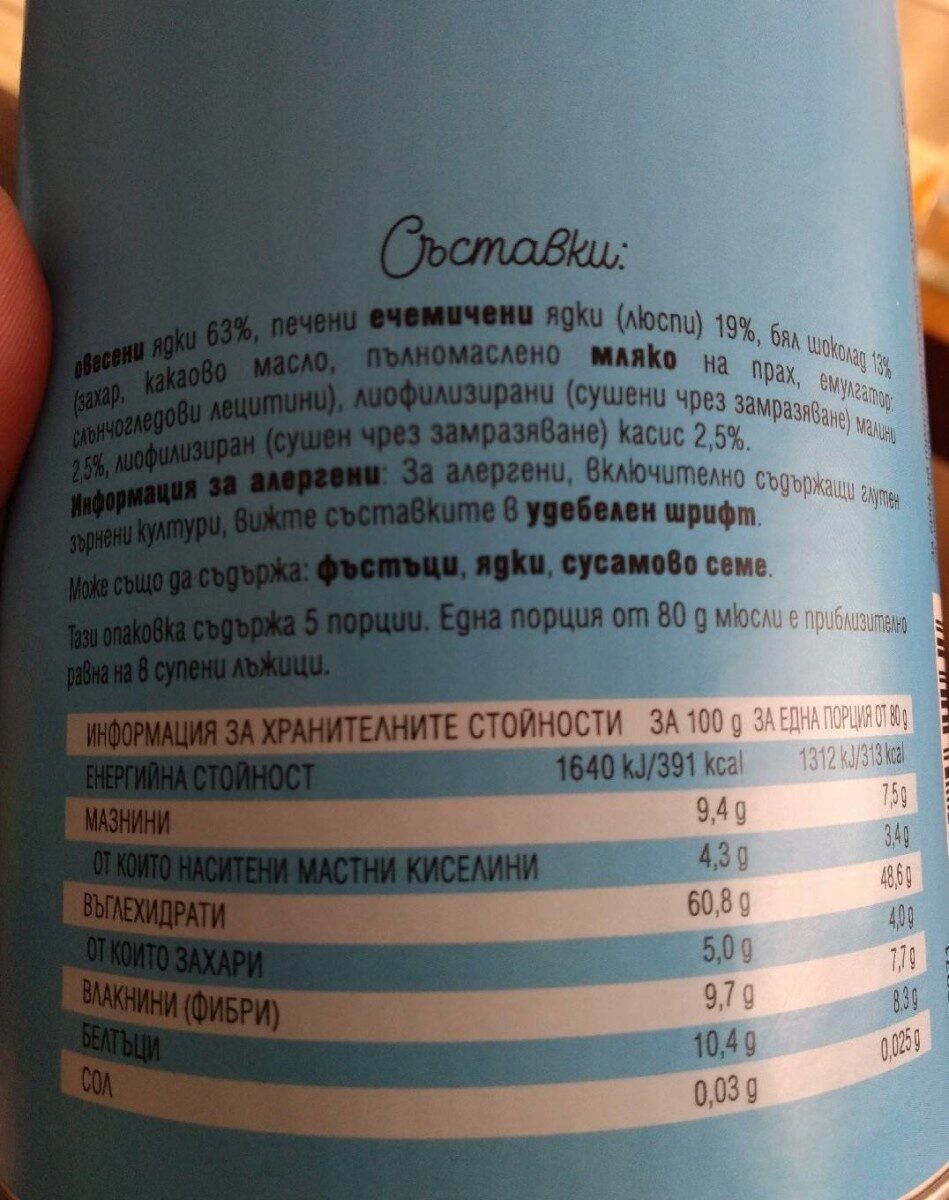 Съставки:
овесени ядки 63%, печени ечемичени ядки (люспи) 19%, бял шоколад 13%
(захар, какаово масло, пълномаслено мляко на прах, емулгатор:
слънчогледови лецитини), лиофилизирани (сушени чрез замразяване) малини
2,5%, лиофилизиран (сушен чрез замразяване) касис 2,5%.
Информация за алергени: За алергени, включително съдържащи глутен
зърнени култури, вижте съставките в удебелен шрифт.
Може също да съдържа: фъстъци, ядки, сусамово семе.
Тази опаковка съдържа 5 порции. Една порция от 80 g мюсли е приблизително
равна на 8 супени лъжици.
ИНФОРМАЦИЯ ЗА ХРАНИТЕЛНИТЕ СТОЙНОСТИ ЗА 100 g ЗА ЕДНА ПОРЦИЯ ОТ 80 g
ЕНЕРГИЙНА СТОЙНОСТ 1640 kJ/391 kcal 1312 kJ/313 kcal
МАЗНИНИ 9,4 g 7,5 g
ОТ КОИТО НАСИТЕНИ МАСТНИ КИСЕЛИНИ 4,3 g 3,4 g
ВЪГЛЕХИДРАТИ 60,8 g 48,6 g
ОТ КОИТО ЗАХАРИ 5,0 g 4,0 g
ВЛАКНИНИ (ФИБРИ) 9,7 g 7,7 g
БЕЛТЪЦИ 10,4 g 8,3 g
СОЛ 0,03 g 0,025 g